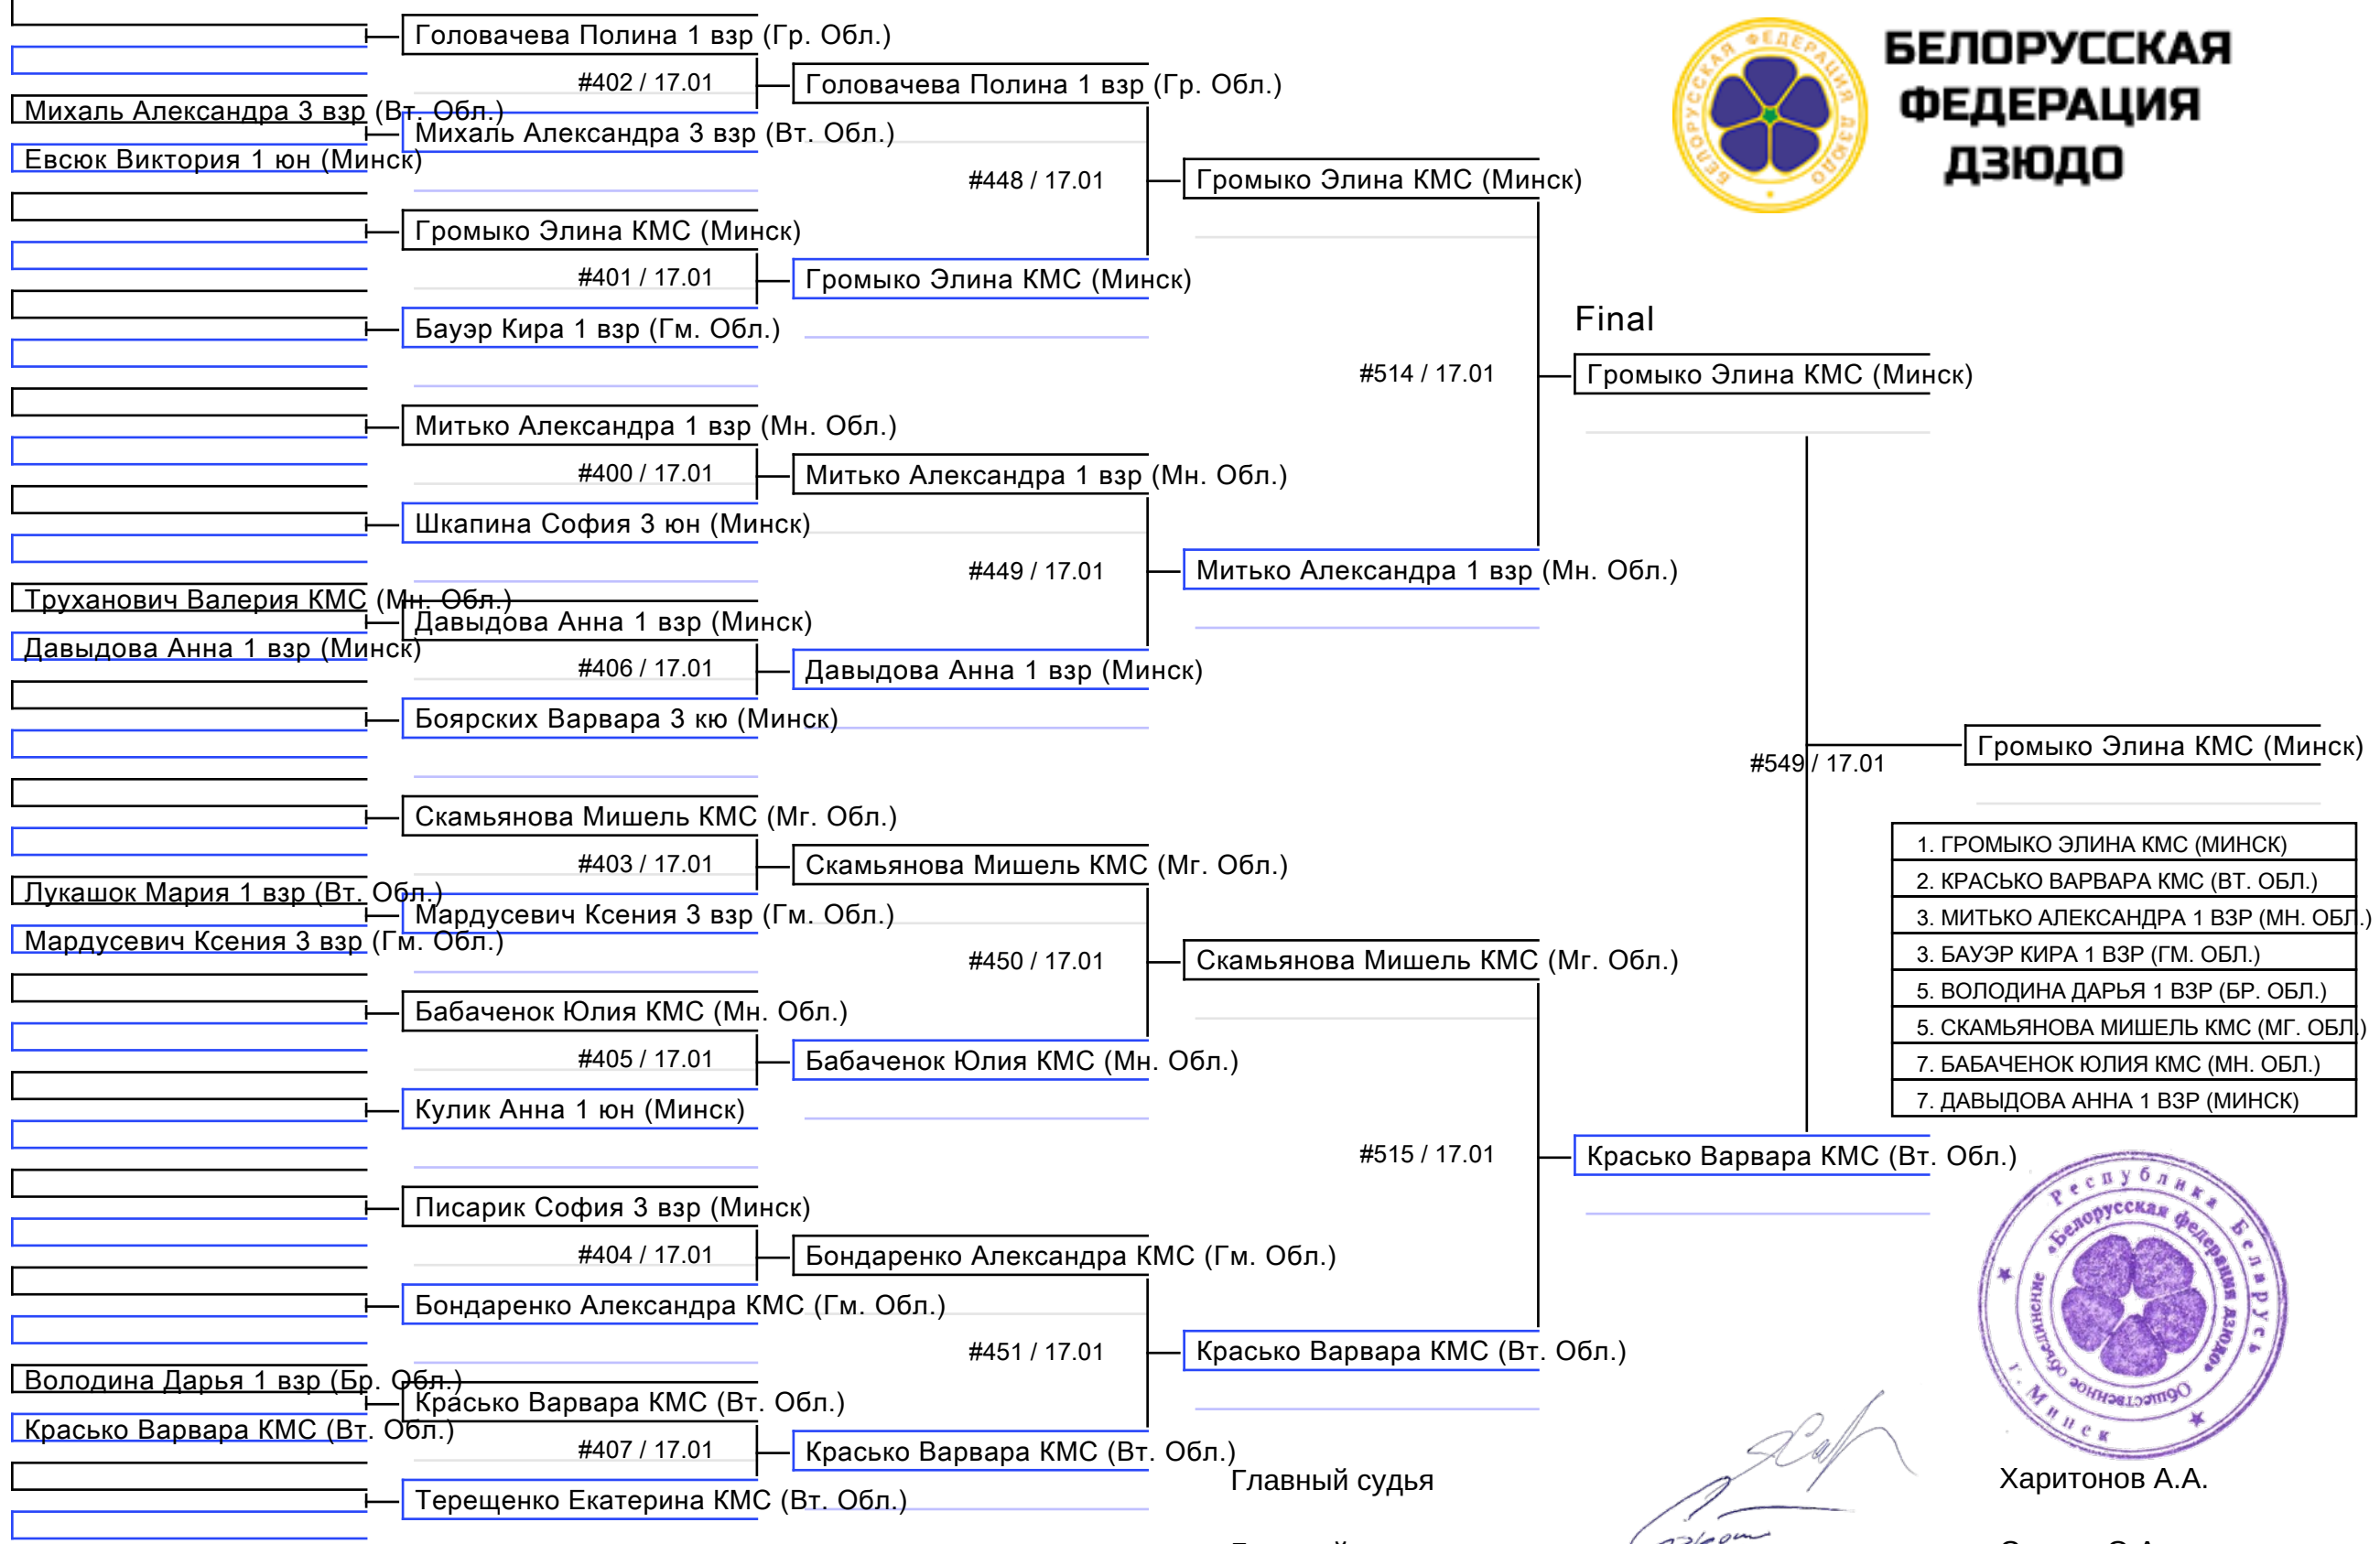 БЕЛОРУССКАЯ
ФЕДЕРАЦИЯ
ДЗЮДО
БЕЛОРУССКАЯ ФЕДЕРАЦИЯ ДЗЮДО
Михаль Александра 3 взр (Вт. Обл.)
Евсюк Виктория 1 юн (Минск)
Труханович Валерия КМС (Мн. Обл.)
Давыдова Анна 1 взр (Минск)
Лукашок Мария 1 взр (Вт. Обл.)
Мардусевич Ксения 3 взр (Гм. Обл.)
Володина Дарья 1 взр (Бр. Обл.)
Красько Варвара КМС (Вт. Обл.)
Головачева Полина 1 взр (Гр. Обл.)
#402 / 17.01
Михаль Александра 3 взр (Вт. Обл.)
Громыко Элина КМС (Минск)
#401 / 17.01
Бауэр Кира 1 взр (Гм. Обл.)
Митько Александра 1 взр (Мн. Обл.)
#400 / 17.01
Шкапина София 3 юн (Минск)
Давыдова Анна 1 взр (Минск)
#406 / 17.01
Боярских Варвара 3 кю (Минск)
Скамьянова Мишель КМС (Мг. Обл.)
#403 / 17.01
Мардусевич Ксения 3 взр (Гм. Обл.)
Бабаченок Юлия КМС (Мн. Обл.)
#405 / 17.01
Кулик Анна 1 юн (Минск)
Писарик София 3 взр (Минск)
#404 / 17.01
Бондаренко Александра КМС (Гм. Обл.)
Красько Варвара КМС (Вт. Обл.)
#407 / 17.01
Терещенко Екатерина КМС (Вт. Обл.)
Головачева Полина 1 взр (Гр. Обл.)
#448 / 17.01
Громыко Элина КМС (Минск)
Митько Александра 1 взр (Мн. Обл.)
#449 / 17.01
Давыдова Анна 1 взр (Минск)
Скамьянова Мишель КМС (Мг. Обл.)
#450 / 17.01
Бабаченок Юлия КМС (Мн. Обл.)
Бондаренко Александра КМС (Гм. Обл.)
#451 / 17.01
Красько Варвара КМС (Вт. Обл.)
Громыко Элина КМС (Минск)
#514 / 17.01
Митько Александра 1 взр (Мн. Обл.)
Скамьянова Мишель КМС (Мг. Обл.)
#515 / 17.01
Красько Варвара КМС (Вт. Обл.)
Final
Громыко Элина КМС (Минск)
#549 / 17.01
Красько Варвара КМС (Вт. Обл.)
Громыко Элина КМС (Минск)
1. ГРОМЫКО ЭЛИНА КМС (МИНСК)
2. КРАСЬКО ВАРВАРА КМС (ВТ. ОБЛ.)
3. МИТЬКО АЛЕКСАНДРА 1 ВЗР (МН. ОБЛ.)
3. БАУЭР КИРА 1 ВЗР (ГМ. ОБЛ.)
5. ВОЛОДИНА ДАРЬЯ 1 ВЗР (БР. ОБЛ.)
5. СКАМЬЯНОВА МИШЕЛЬ КМС (МГ. ОБЛ.)
7. БАБАЧЕНОК ЮЛИЯ КМС (МН. ОБЛ.)
7. ДАВЫДОВА АННА 1 ВЗР (МИНСК)
Республика Беларусь
г. Минск
Общественное объединение
«Белорусская федерация дзюдо»
Главный судья
Харитонов А.А.